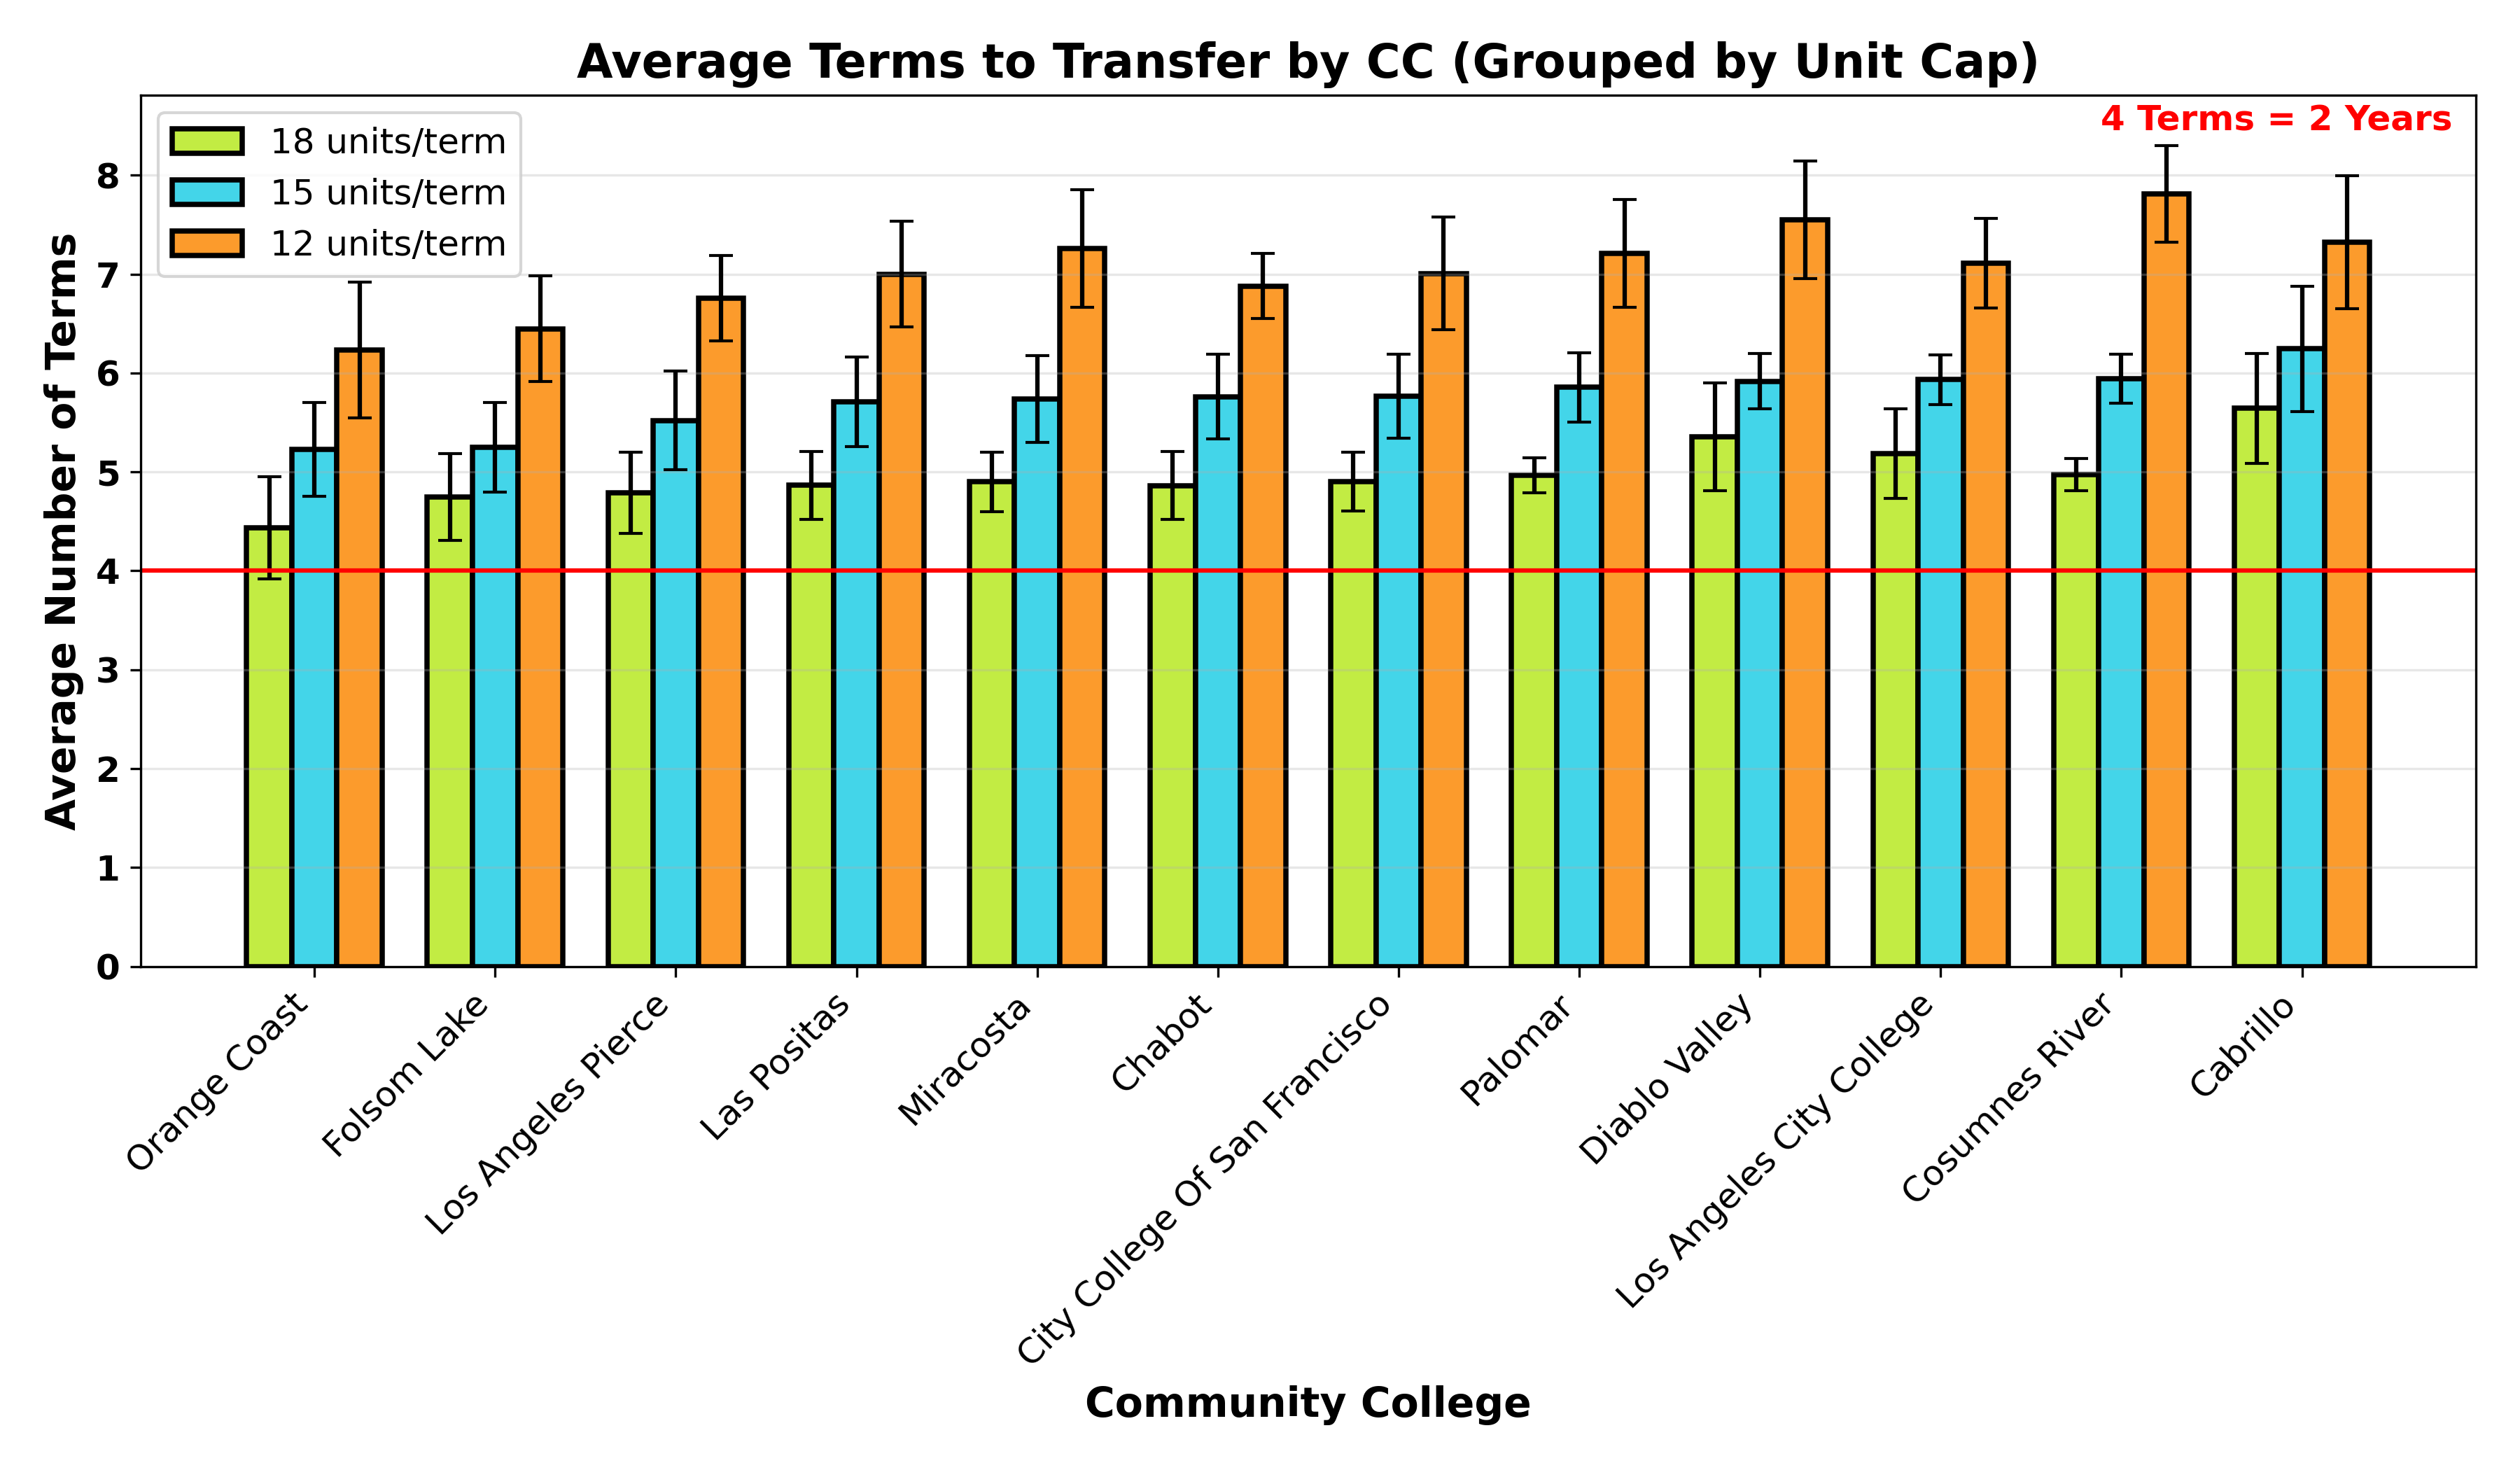 Average Terms to Transfer by CC (Grouped by Unit Cap)
4 Terms = 2 Years
18 units/term
15 units/term
12 units/term
Average Number of Terms
8
7
6
5
4
3
2
1
0
Orange Coast
Folsom Lake
Los Angeles Pierce
Las Positas
Miracosta
Chabot
City College Of San Francisco
Palomar
Diablo Valley
Los Angeles City College
Cosumnes River
Cabrillo
Community College